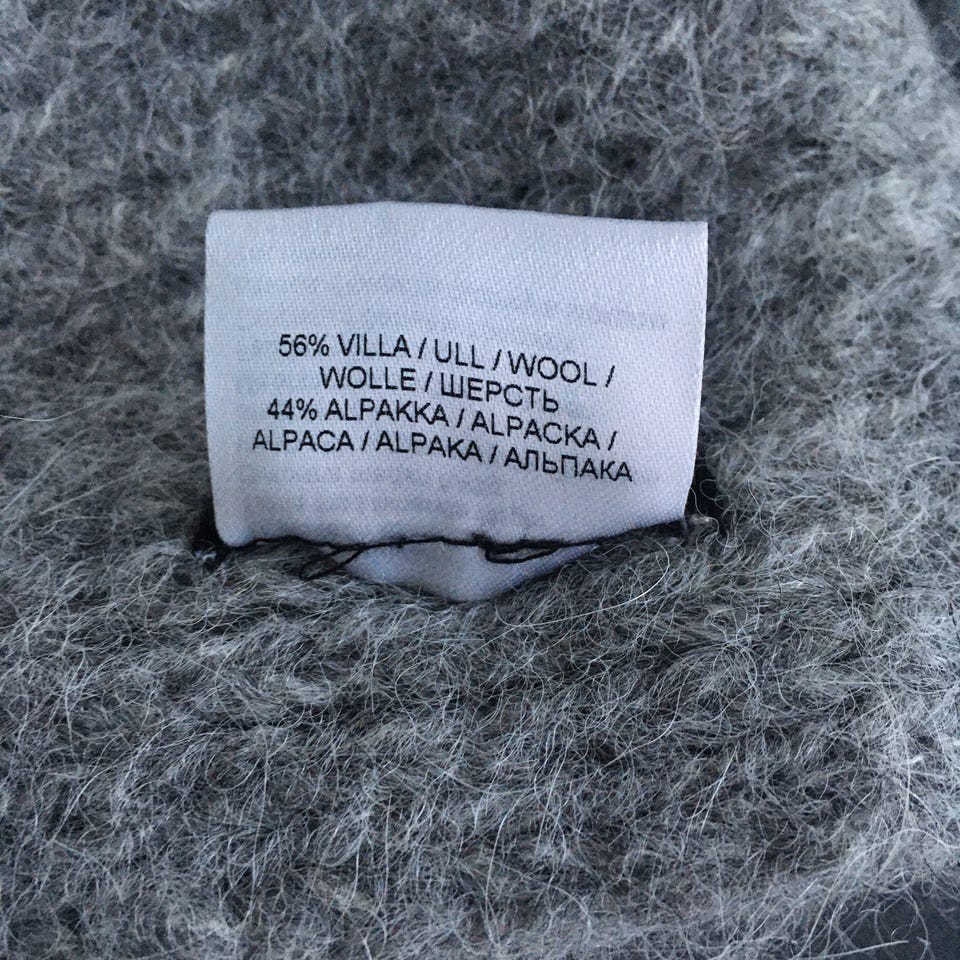 56% VILLA / ULL / WOOL /
WOLLE / ШЕРСТЬ
44% ALPAKKA / ALPACKA /
ALPACA / ALPAKA / АЛЬПАКА